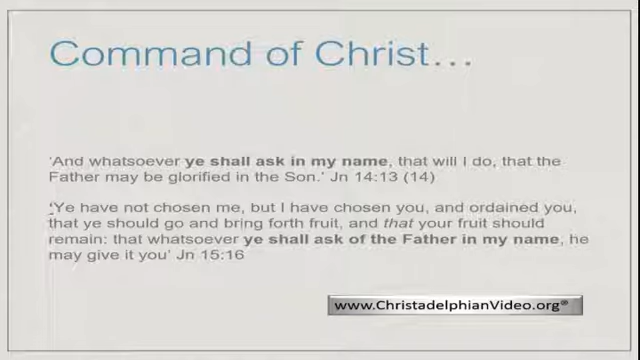 Command of Christ…
'And whatsoever ye shall ask in my name, that will I do, that the
Father may be glorified in the Son.' Jn 14:13 (14)
'Ye have not chosen me, but I have chosen you, and ordained you,
that ye should go and bring forth fruit, and that your fruit should
remain: that whatsoever ye shall ask of the Father in my name, he
may give it you' Jn 15:16
www.ChristadelphianVideo.org®